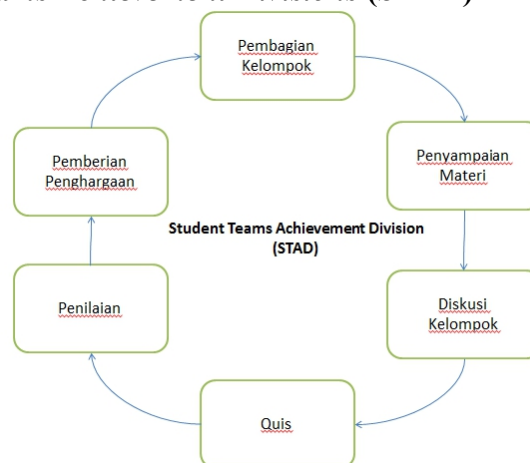 Pembagian
Kelompok
Penyampaian
Materi
Diskusi
Kelompok
Quis
Penilaian
Pemberian
Penghargaan
Student Teams Achievement Division
(STAD)